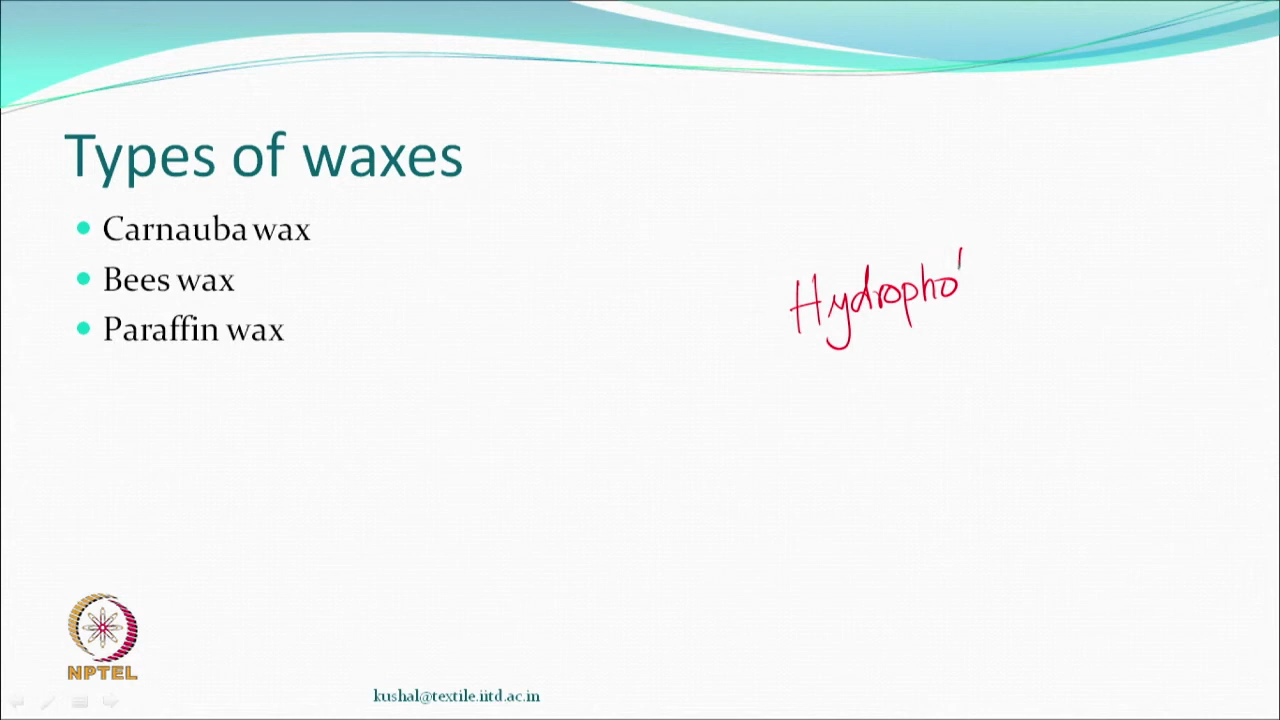 Types of waxes
Carnauba wax
Bees wax
Paraffin wax
Hydropho
NPTEL
kushal@textile.iitd.ac.in